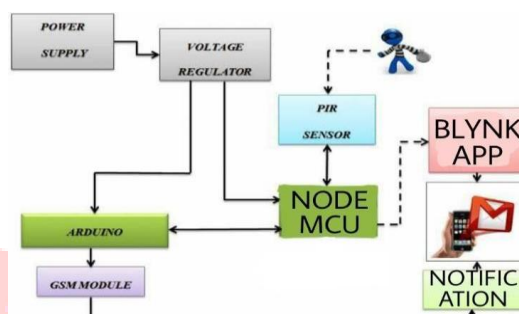 POWER
SUPPLY
VOLTAGE
REGULATOR
PIR
SENSOR
BLYNK
APP
NODE
MCU
ARDUINO
GSM MODULE
NOTIFIC
ATION